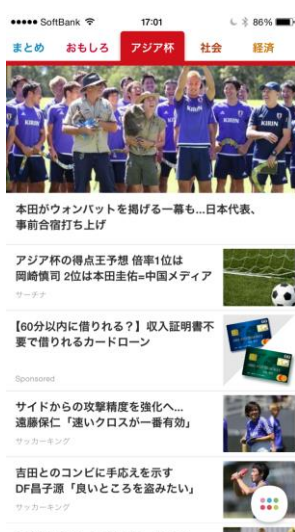 SoftBank 17:01 86%
まとめ おもしろ アジア杯 社会 経済
KIRIN KIRIN
本田がウォンバットを掲げる一幕も...日本代表、
事前合宿打ち上げ
アジア杯の得点王予想 倍率1位は
岡崎慎司 2位は本田圭佑=中国メディア
サーチナ
【60分以内に借りれる？】収入証明書不
要で借りれるカードローン
Sponsored
サイドからの攻撃精度を強化へ...
遠藤保仁「速いクロスが一番有効」
サッカーキング
吉田とのコンビに手応えを示す
DF昌子源「良いところを盗みたい」
サッカーキング